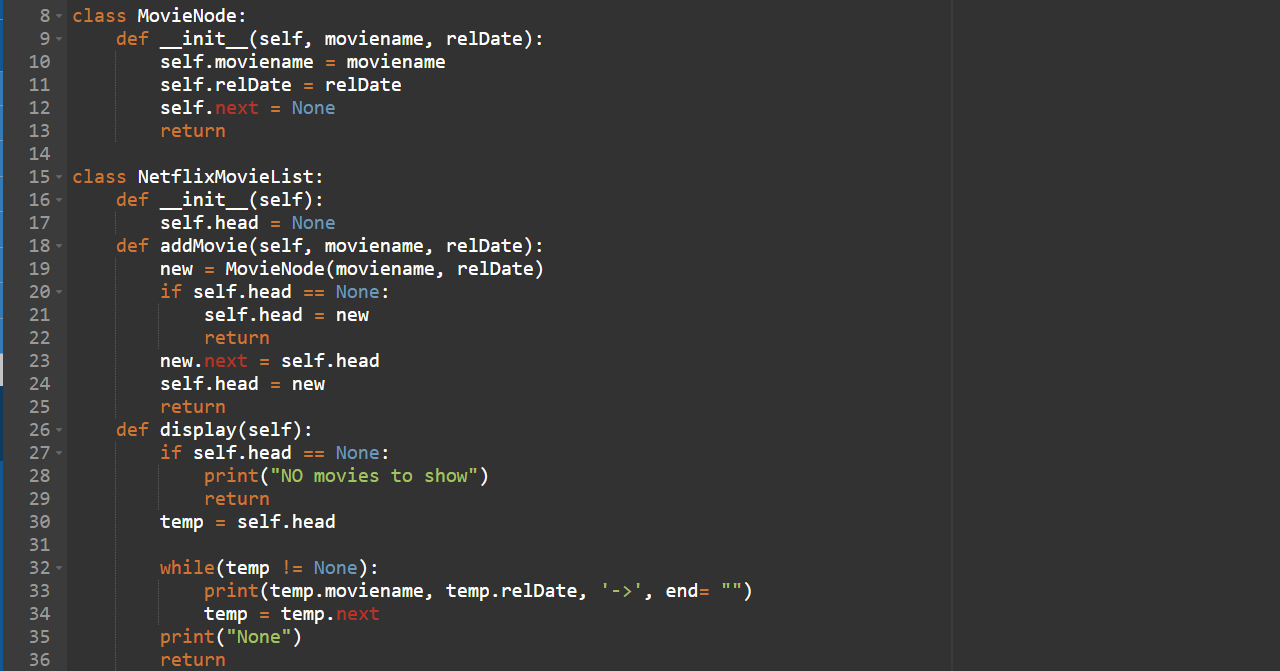 8 class MovieNode:
9     def __init__(self, moviename, relDate):
10         self.moviename = moviename
11         self.relDate = relDate
12         self.next = None
13         return
14
15 class NetflixMovieList:
16     def __init__(self):
17         self.head = None
18     def addMovie(self, moviename, relDate):
19         new = MovieNode(moviename, relDate)
20         if self.head == None:
21             self.head = new
22             return
23         new.next = self.head
24         self.head = new
25         return
26     def display(self):
27         if self.head == None:
28             print("NO movies to show")
29             return
30         temp = self.head
31
32         while(temp != None):
33             print(temp.moviename, temp.relDate, '->', end= "")
34             temp = temp.next
35         print("None")
36         return